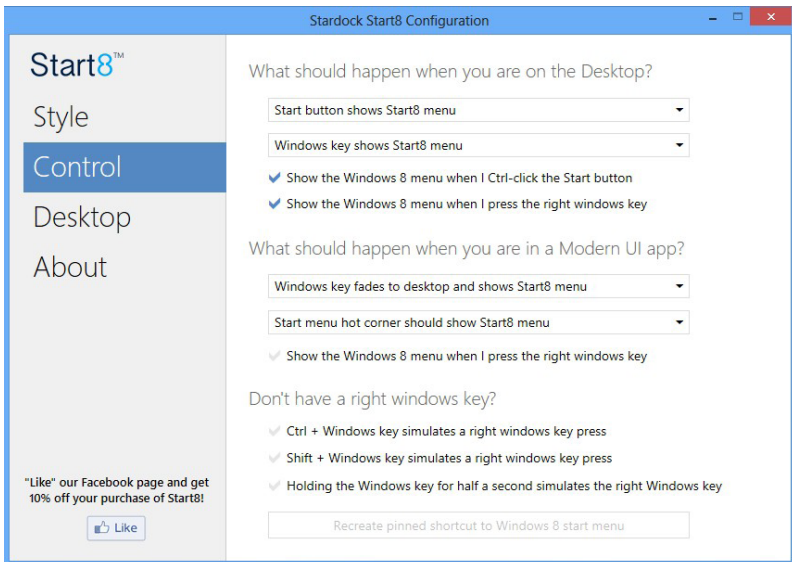 Stardock Start8 Configuration
Start8™
Style
Control
Desktop
About
"Like" our Facebook page and get
10% off your purchase of Start8!
Like
What should happen when you are on the Desktop?
Start button shows Start8 menu
Windows key shows Start8 menu
Show the Windows 8 menu when I Ctrl-click the Start button
Show the Windows 8 menu when I press the right windows key
What should happen when you are in a Modern UI app?
Windows key fades to desktop and shows Start8 menu
Start menu hot corner should show Start8 menu
Show the Windows 8 menu when I press the right windows key
Don't have a right windows key?
Ctrl + Windows key simulates a right windows key press
Shift + Windows key simulates a right windows key press
Holding the Windows key for half a second simulates the right Windows key
Recreate pinned shortcut to Windows 8 start menu